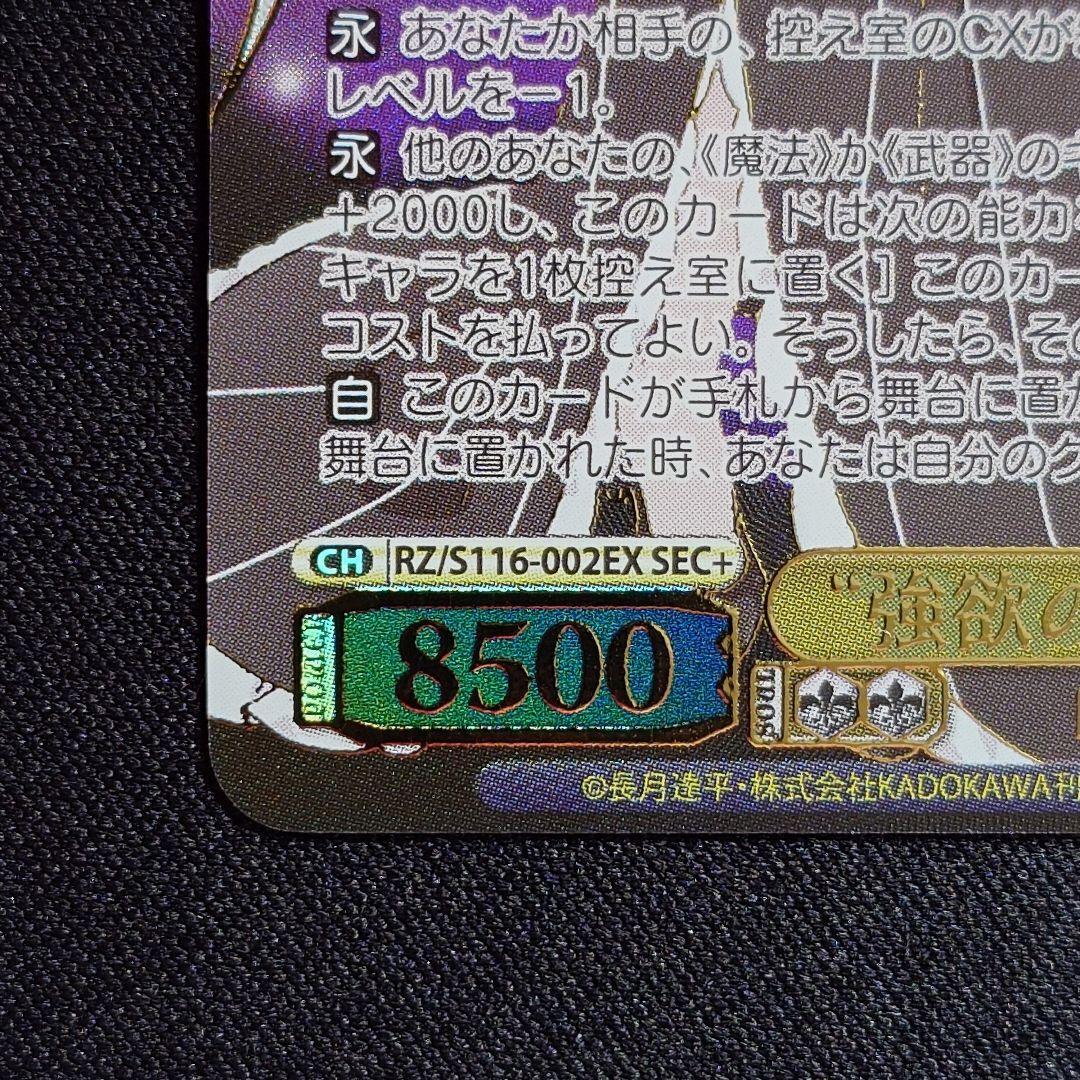 永 あなたか相手の、控え室のCXが
レベルを－1。
永 他のあなたの、《魔法》か《武器》のキ
＋2000し、このカードは次の能力
キャラを1枚控え室に置く］ このカー
コストを払ってよい。そうしたら、その
自 このカードが手札から舞台に置か
舞台に置かれた時、あなたは自分のク
CH RZ/S116-002EX SEC+
POWER 8500
“強欲の
TRIGGER
©長月達平・株式会社KADOKAWA刊